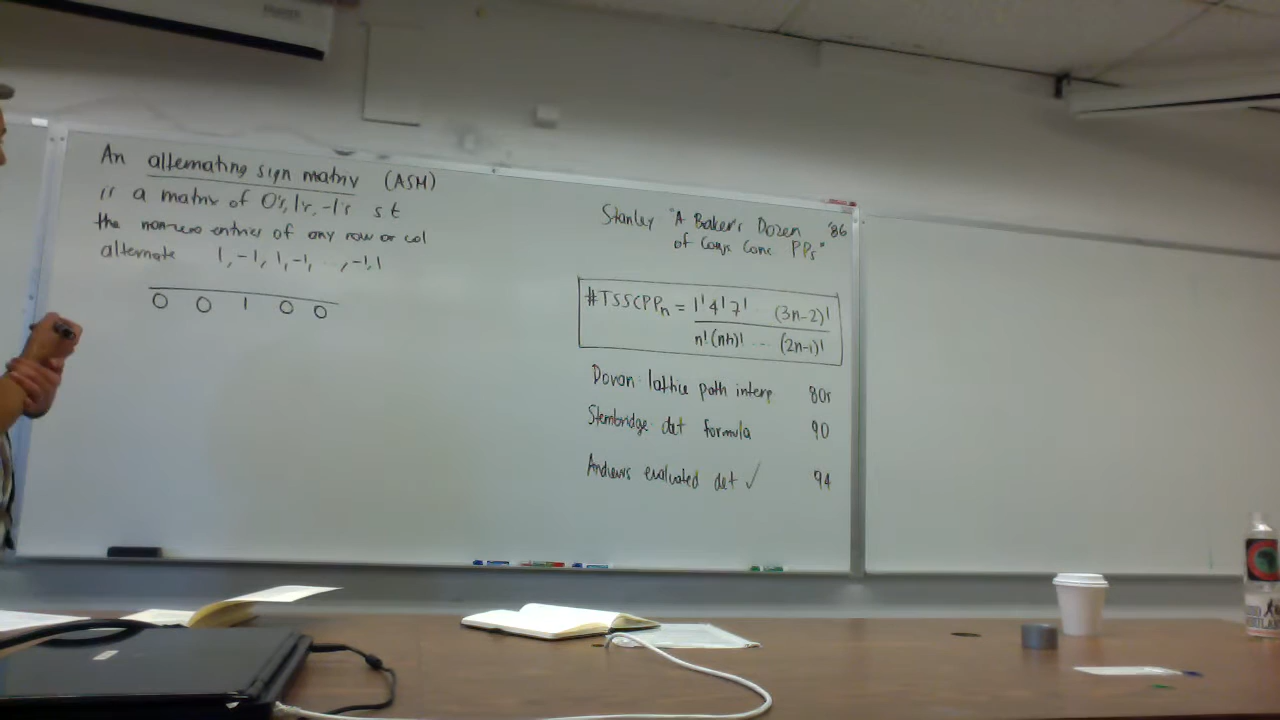 An alternating sign matrix (ASM)
is a matrix of 0's, 1's, -1's st
the non-zero entries of any row or col
alternate 1, -1, 1, -1, ..., -1, 1
0 0 1 0 0
Stanley "A Baker's Dozen '86
of Conjs Conc PPs"
#TSSCPPn = 1! 4! 7! ... (3n-2)!
n! (n+1)! ... (2n-1)!
Doran: lattice path interp 80s
Stembridge: det formula 90
Andrews evaluated det ✓ 94